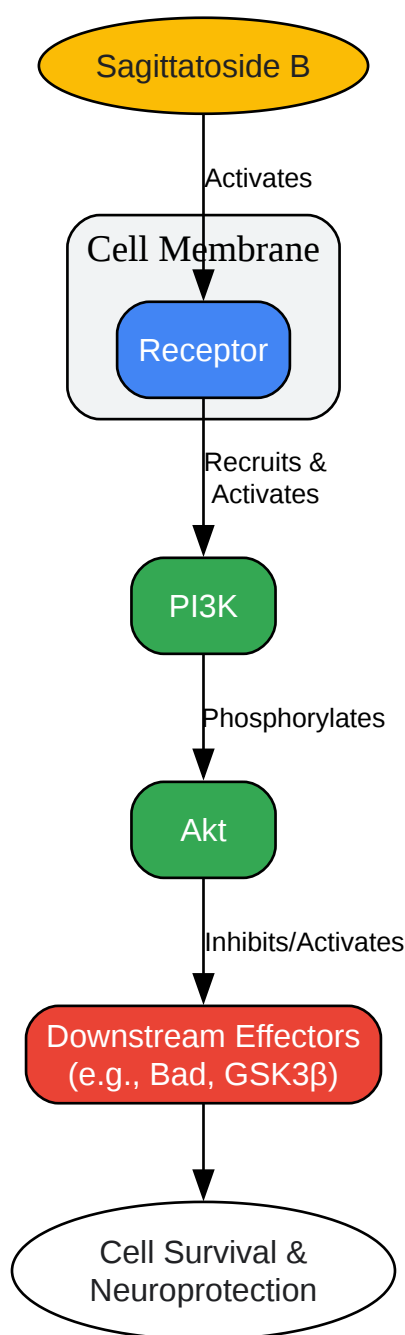 Sagittatoside B
Activates
Cell Membrane
Receptor
Recruits &
Activates
PI3K
Phosphorylates
Akt
Inhibits/Activates
Downstream Effectors
(e.g., Bad, GSK3β)
Cell Survival &
Neuroprotection